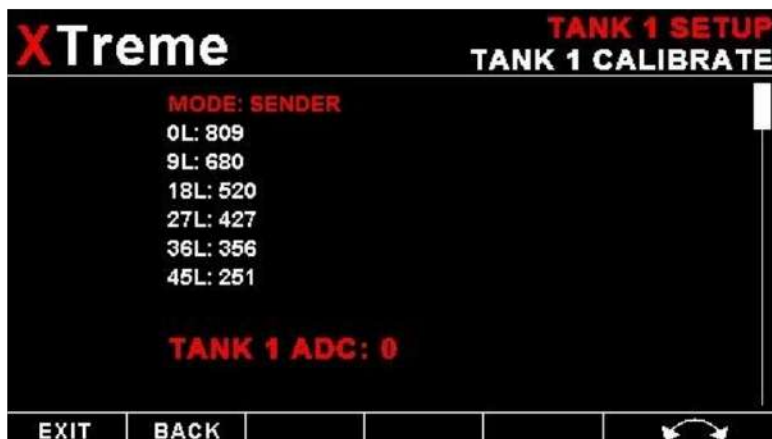 XTreme
TANK 1 SETUP
TANK 1 CALIBRATE
MODE: SENDER
0L: 809
9L: 680
18L: 520
27L: 427
36L: 356
45L: 251
TANK 1 ADC: 0
EXIT BACK